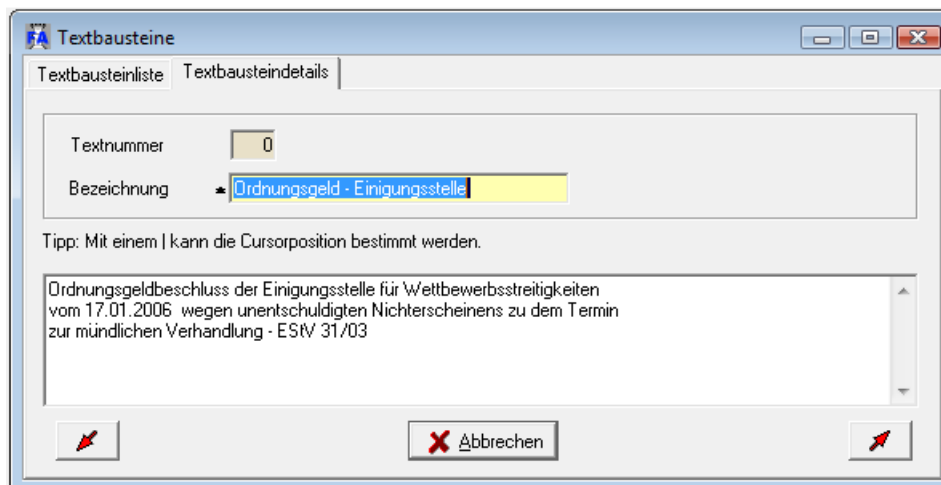 FA Textbausteine
Textbausteinliste Textbausteindetails
Textnummer 0
Bezeichnung * Ordnungsgeld - Einigungsstelle
Tipp: Mit einem | kann die Cursorposition bestimmt werden.
Ordnungsgeldbeschluss der Einigungsstelle für Wettbewerbsstreitigkeiten
vom 17.01.2006  wegen unentschuldigten Nichterscheinens zu dem Termin
zur mündlichen Verhandlung - EStV 31/03
Abbrechen